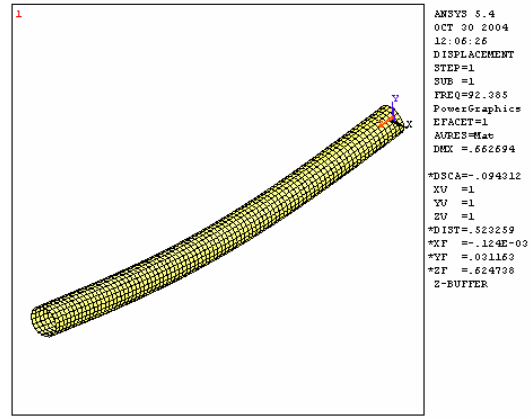 1
ANSYS 5.4
OCT 30 2004
12:06:26
DISPLACEMENT
STEP=1
SUB =1
FREQ=92.385
PowerGraphics
EFACET=1
AVRES=Mat
DMX =.662694
*DSCA=-.094312
XV =1
YV =1
ZV =1
*DIST=.523259
*XF =-.124E-03
*YF =.031163
*ZF =.624738
Z-BUFFER
Y
X